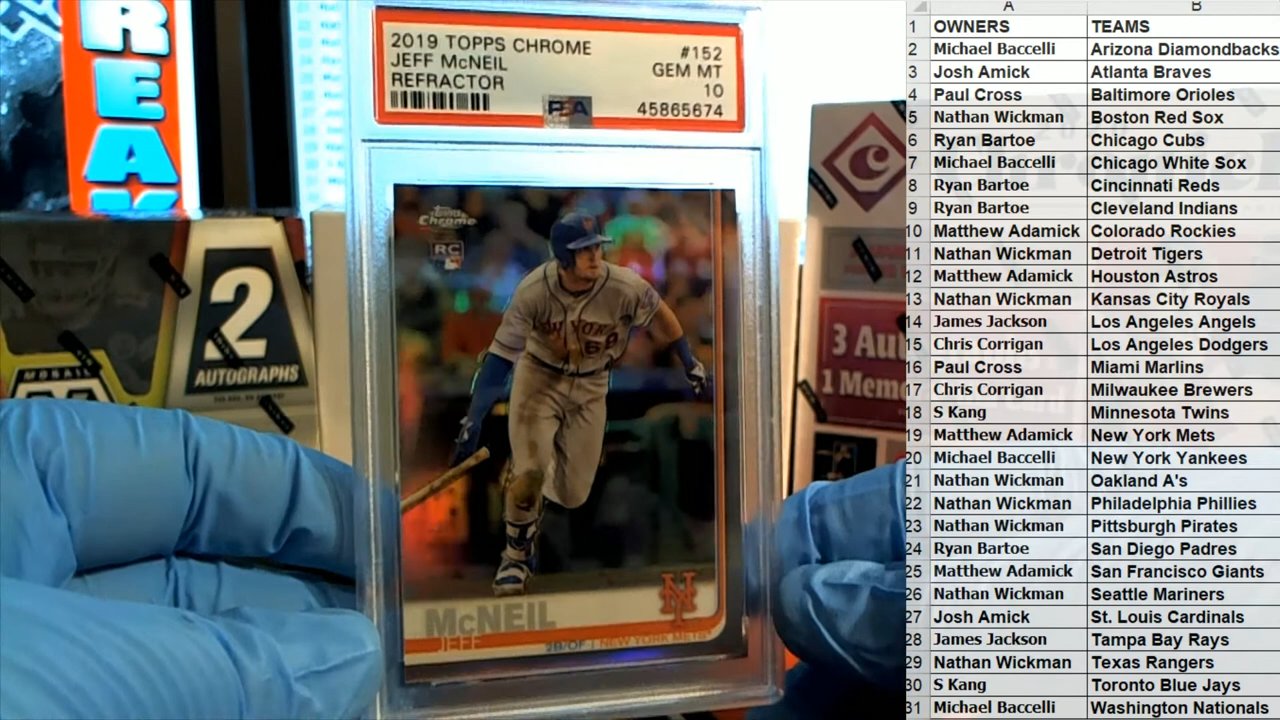 REAK
2
AUTOGRAPHS
MOSAIC
2019 TOPPS CHROME #152
JEFF McNEIL GEM MT
REFRACTOR 10
PSA 45865674
Topps
Chrome
RC
NEW YORK
68
McNEIL
JEFF
2B/OF | NEW YORK METS
C
3 Au
1 Mem
A B
1 OWNERS TEAMS
2 Michael Baccelli Arizona Diamondbacks
3 Josh Amick Atlanta Braves
4 Paul Cross Baltimore Orioles
5 Nathan Wickman Boston Red Sox
6 Ryan Bartoe Chicago Cubs
7 Michael Baccelli Chicago White Sox
8 Ryan Bartoe Cincinnati Reds
9 Ryan Bartoe Cleveland Indians
10 Matthew Adamick Colorado Rockies
11 Nathan Wickman Detroit Tigers
12 Matthew Adamick Houston Astros
13 Nathan Wickman Kansas City Royals
14 James Jackson Los Angeles Angels
15 Chris Corrigan Los Angeles Dodgers
16 Paul Cross Miami Marlins
17 Chris Corrigan Milwaukee Brewers
18 S Kang Minnesota Twins
19 Matthew Adamick New York Mets
20 Michael Baccelli New York Yankees
21 Nathan Wickman Oakland A's
22 Nathan Wickman Philadelphia Phillies
23 Nathan Wickman Pittsburgh Pirates
24 Ryan Bartoe San Diego Padres
25 Matthew Adamick San Francisco Giants
26 Nathan Wickman Seattle Mariners
27 Josh Amick St. Louis Cardinals
28 James Jackson Tampa Bay Rays
29 Nathan Wickman Texas Rangers
30 S Kang Toronto Blue Jays
31 Michael Baccelli Washington Nationals